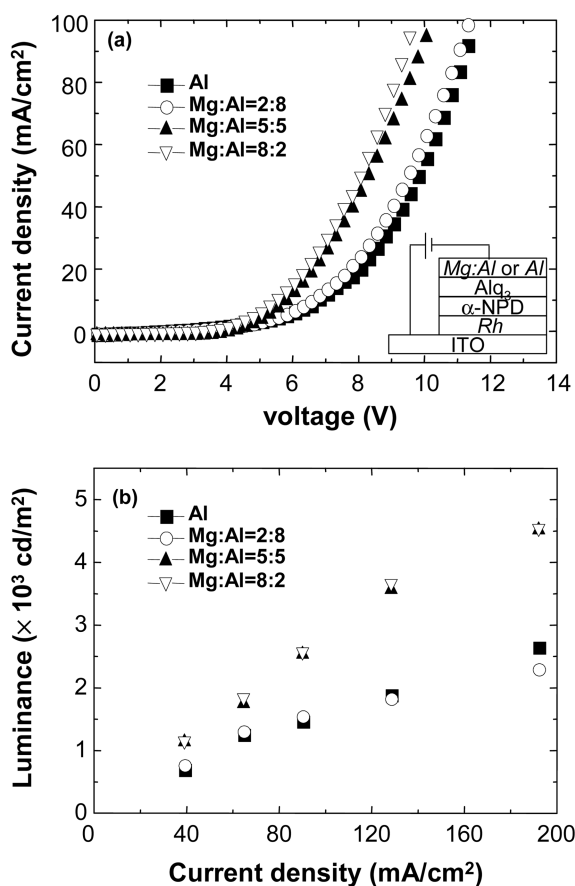 (a)
Al
Mg:Al=2:8
Mg:Al=5:5
Mg:Al=8:2
Current density (mA/cm²)
100
80
60
40
20
0
Mg:Al or Al
Alq₃
α-NPD
Rh
ITO
0 2 4 6 8 10 12 14
voltage (V)
(b)
Al
Mg:Al=2:8
Mg:Al=5:5
Mg:Al=8:2
Luminance (× 10³ cd/m²)
5
4
3
2
1
0
0 40 80 120 160 200
Current density (mA/cm²)